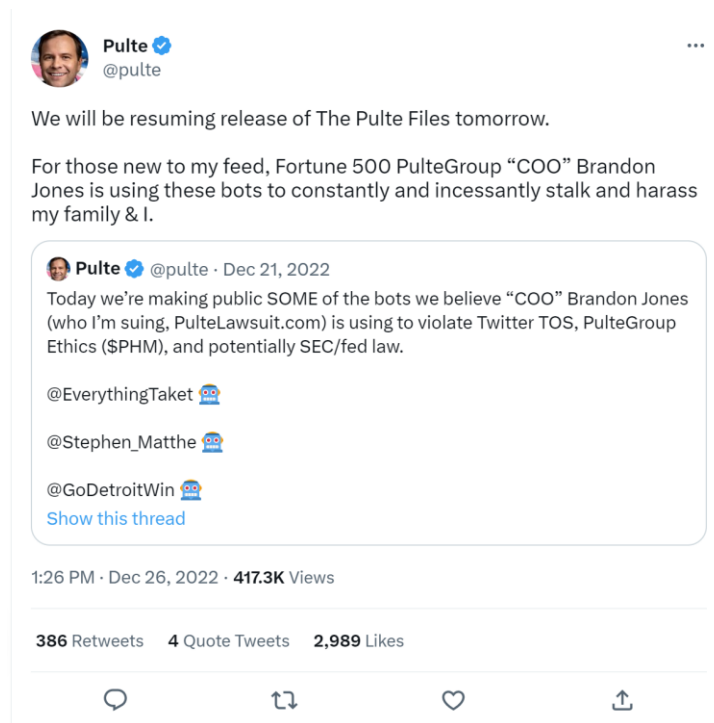 Pulte
@pulte
We will be resuming release of The Pulte Files tomorrow.
For those new to my feed, Fortune 500 PulteGroup “COO” Brandon
Jones is using these bots to constantly and incessantly stalk and harass
my family & I.
Pulte @pulte · Dec 21, 2022
Today we’re making public SOME of the bots we believe “COO” Brandon Jones
(who I’m suing, PulteLawsuit.com) is using to violate Twitter TOS, PulteGroup
Ethics ($PHM), and potentially SEC/fed law.
@EverythingTaket 🤖
@Stephen_Matthe 🤖
@GoDetroitWin 🤖
Show this thread
1:26 PM · Dec 26, 2022 · 417.3K Views
386 Retweets 4 Quote Tweets 2,989 Likes